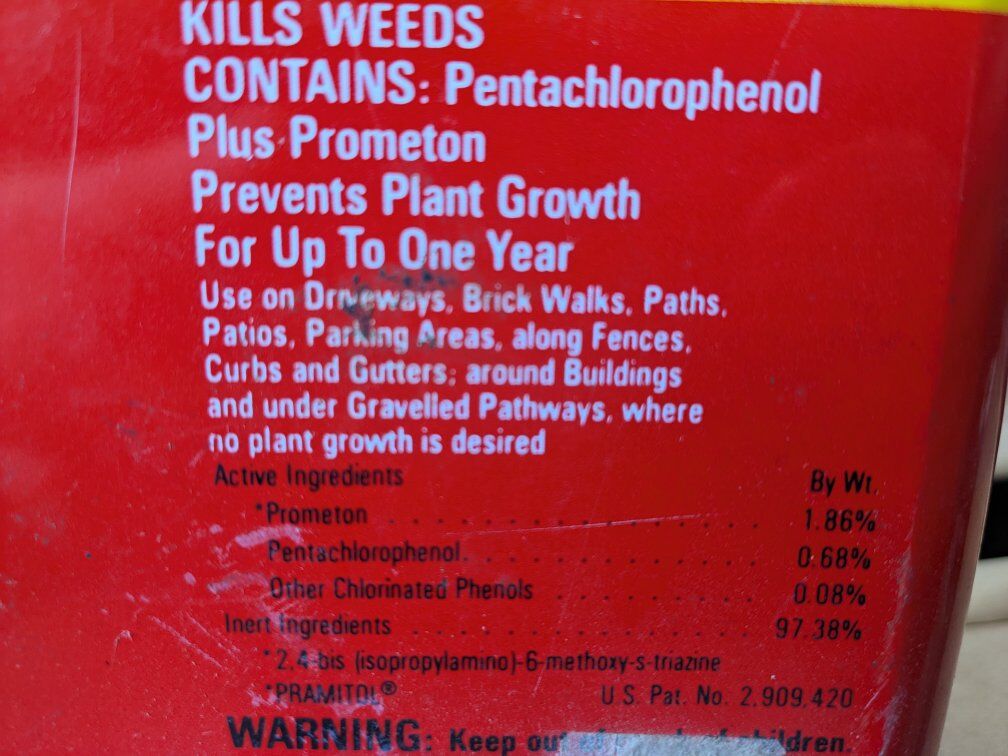 KILLS WEEDS
CONTAINS: Pentachlorophenol
Plus Prometon
Prevents Plant Growth
For Up To One Year
Use on Driveways, Brick Walks, Paths,
Patios, Parking Areas, along Fences,
Curbs and Gutters; around Buildings
and under Gravelled Pathways, where
no plant growth is desired
Active Ingredients By Wt.
*Prometon . . . . . . . . . . . . . . . . . 1.86%
Pentachlorophenol. . . . . . . . . . . . 0.68%
Other Chlorinated Phenols . . . . . . . . . 0.08%
Inert Ingredients . . . . . . . . . . . . . . . 97.38%
*2,4-bis (isopropylamino)-6-methoxy-s-triazine
*PRAMITOL® U.S. Pat. No. 2,909,420
WARNING: Keep out of reach of children